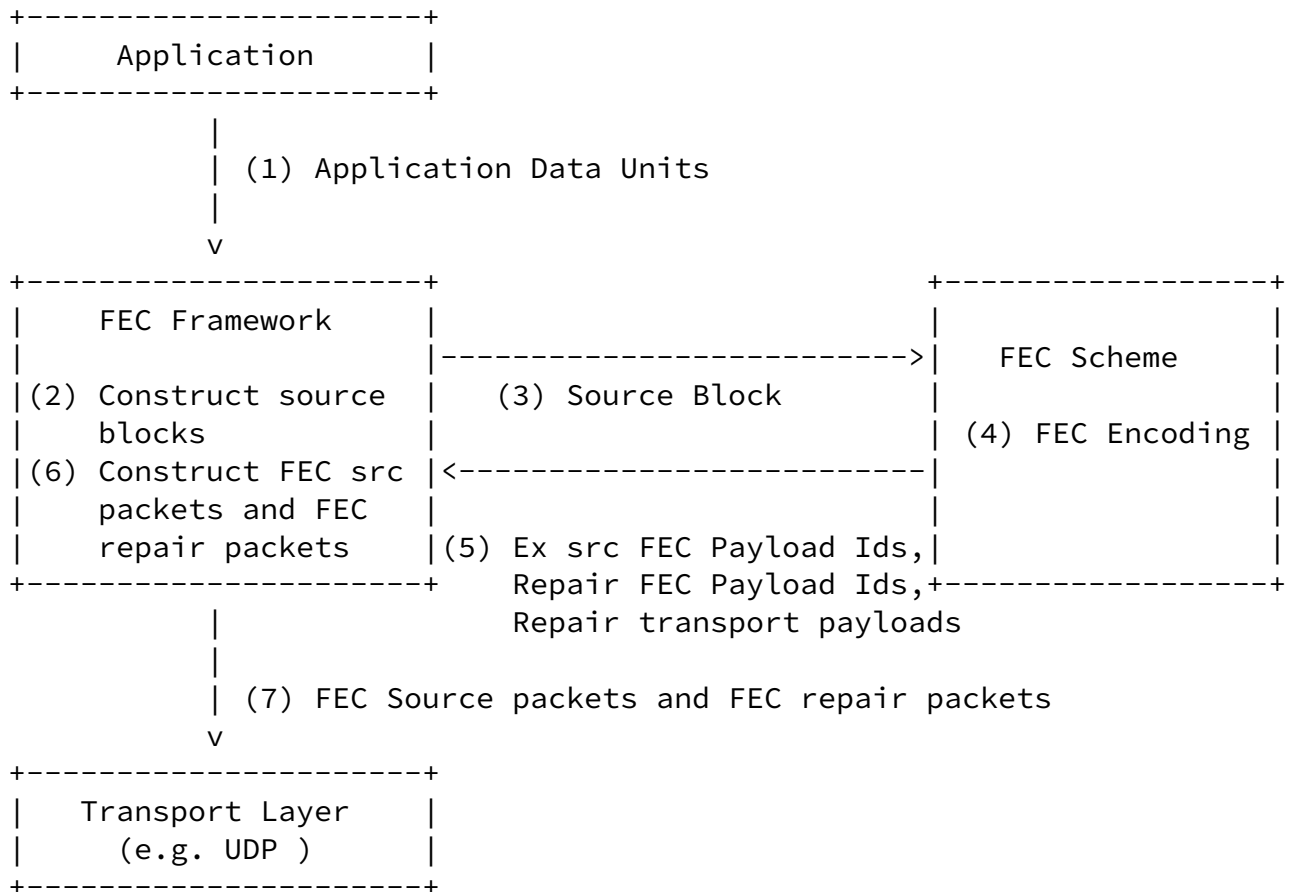 Application
(1) Application Data Units
FEC Framework
FEC Scheme
(2) Construct source
(3) Source Block
blocks
(4) FEC Encoding
(6) Construct FEC src
packets and FEC
repair packets
(5) Ex src FEC Payload Ids,
Repair FEC Payload Ids,
Repair transport payloads
(7) FEC Source packets and FEC repair packets
Transport Layer
(e.g. UDP )